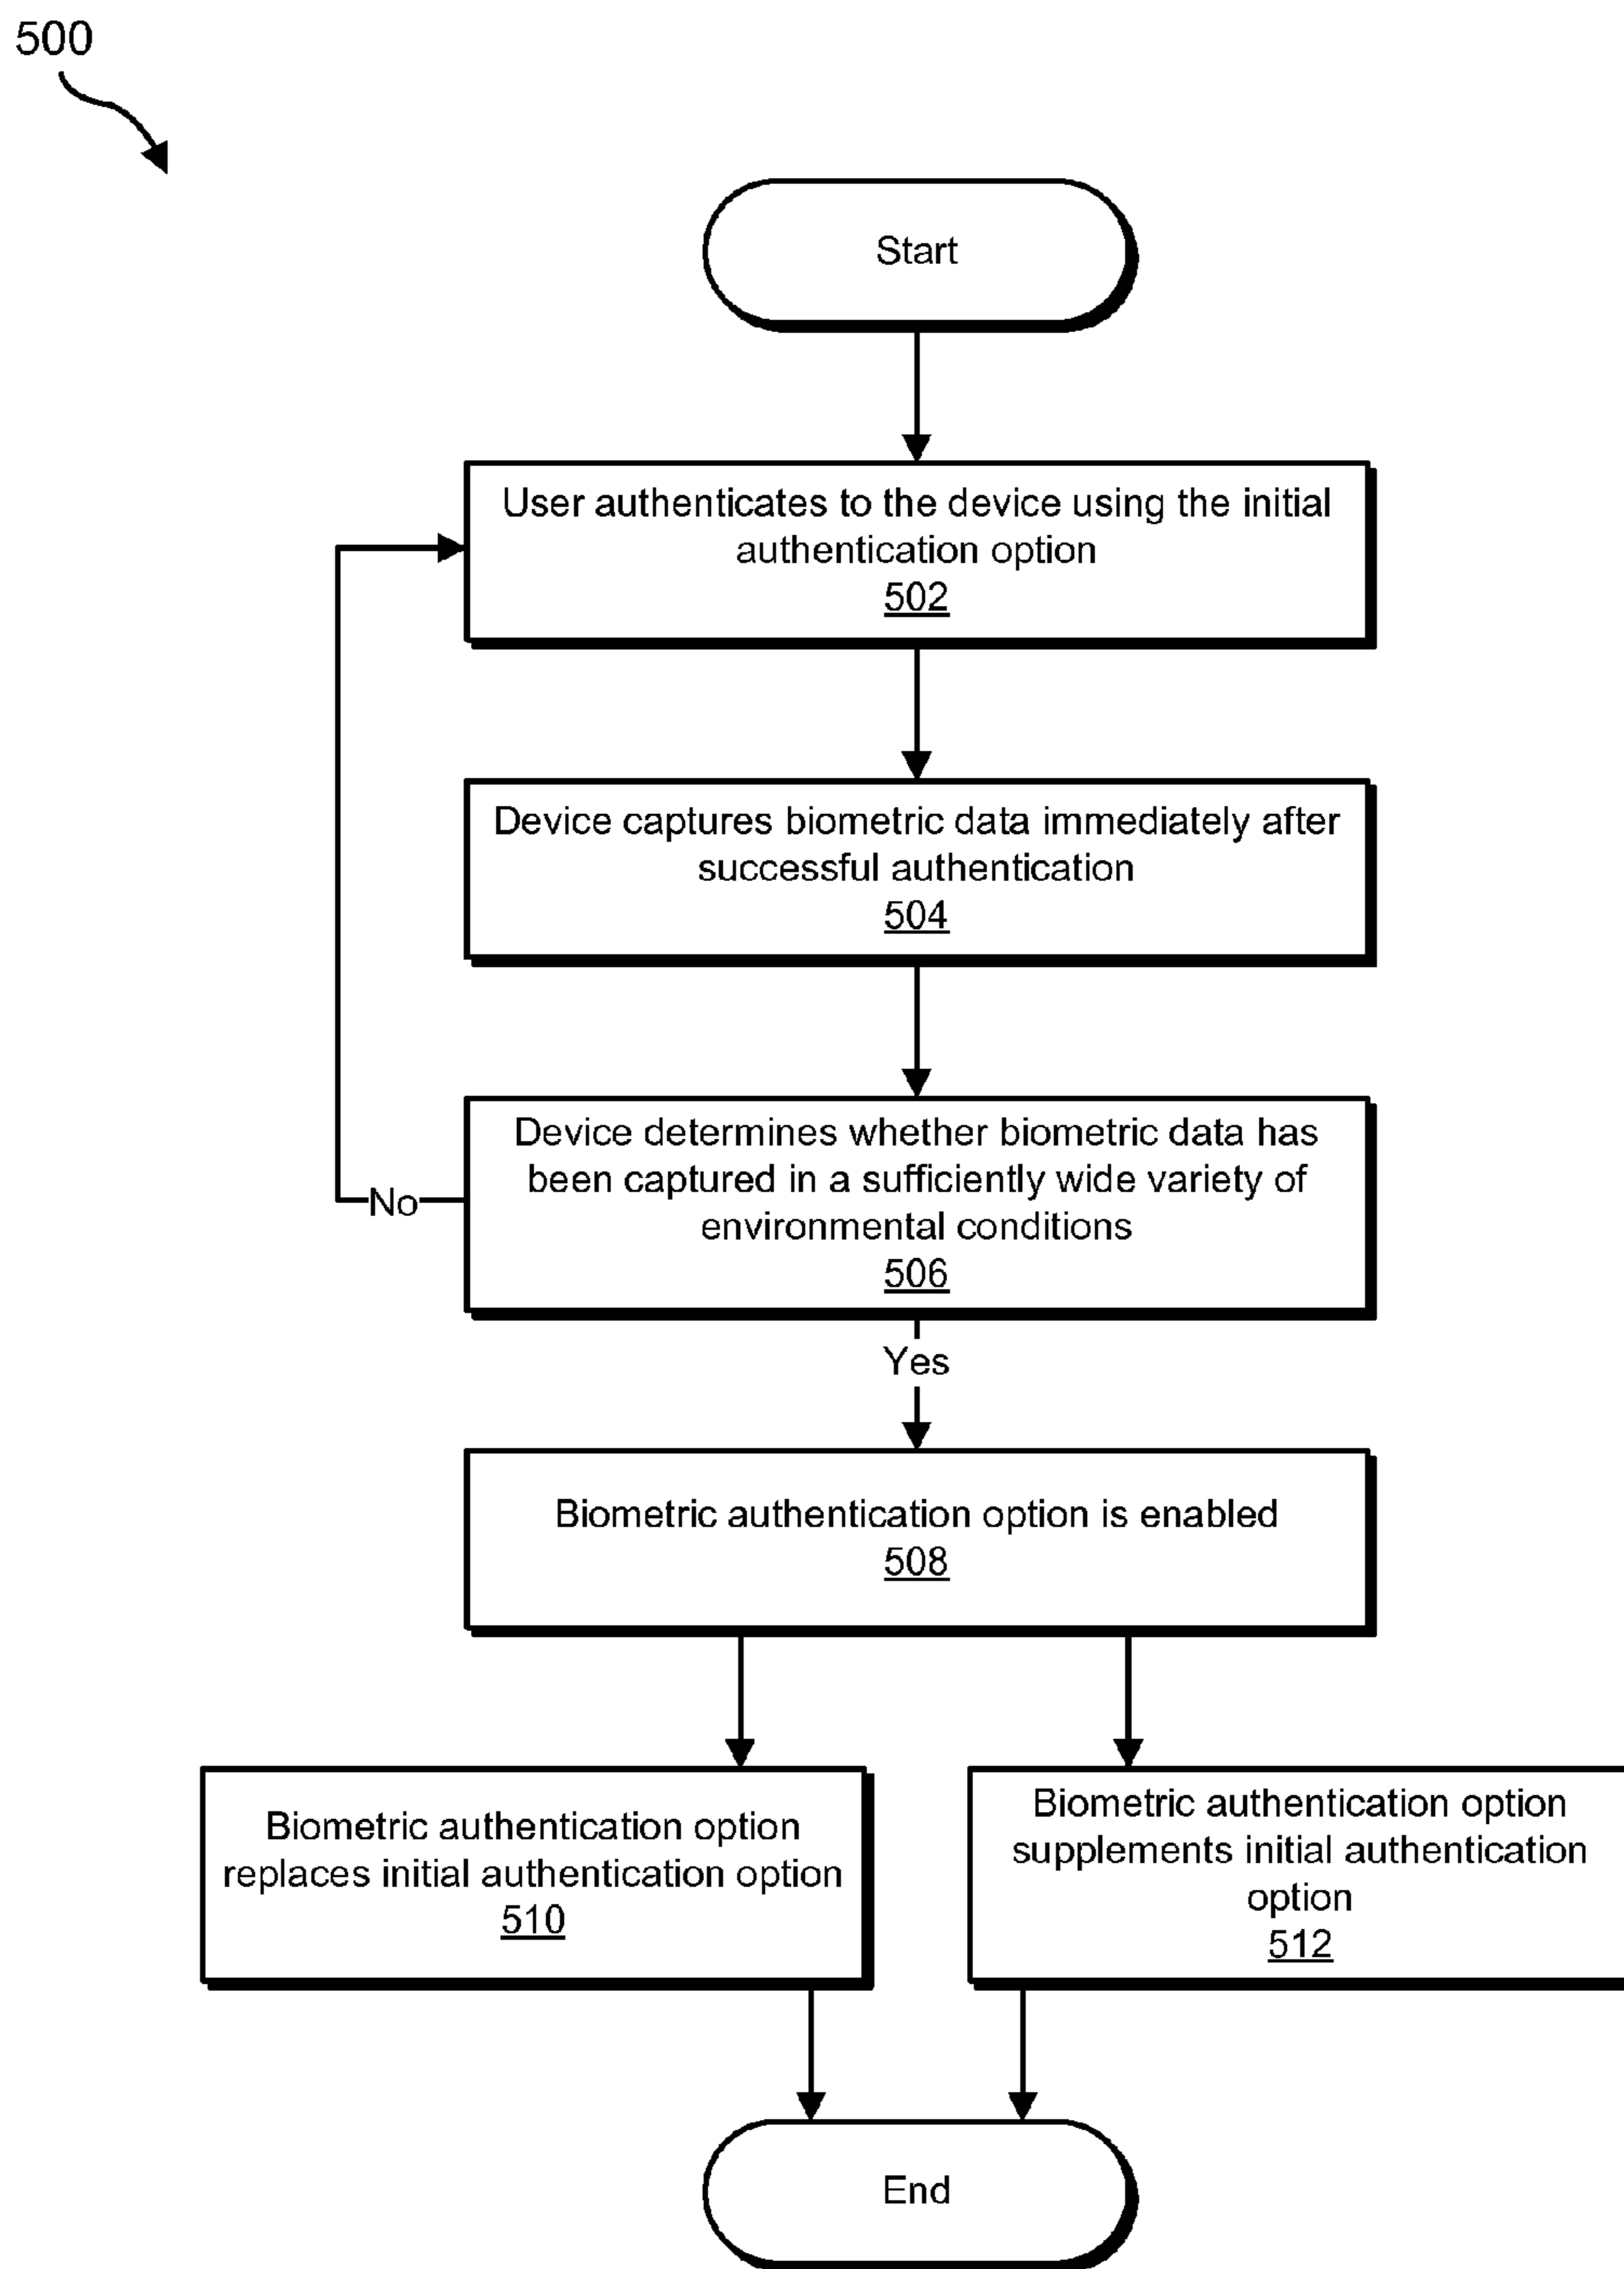 500
Start
User authenticates to the device using the initial
authentication option
502
Device captures biometric data immediately after
successful authentication
504
Device determines whether biometric data has
been captured in a sufficiently wide variety of
environmental conditions
506
No
Yes
Biometric authentication option is enabled
508
Biometric authentication option
replaces initial authentication option
510
Biometric authentication option
supplements initial authentication
option
512
End